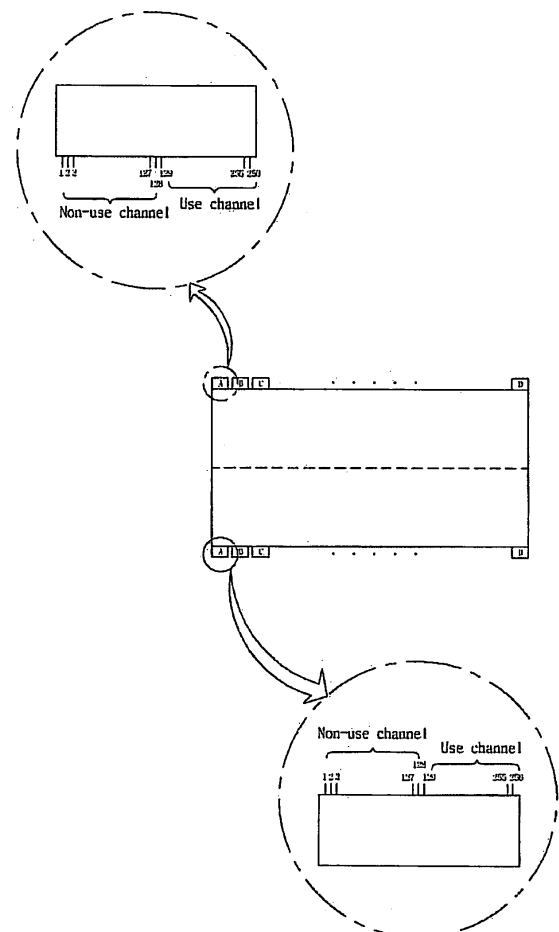 1 2 3 127 129 255 256
128
Non-use channel Use channel
A B C D
A B C D
Non-use channel
Use channel
128
1 2 3 127 129 255 256